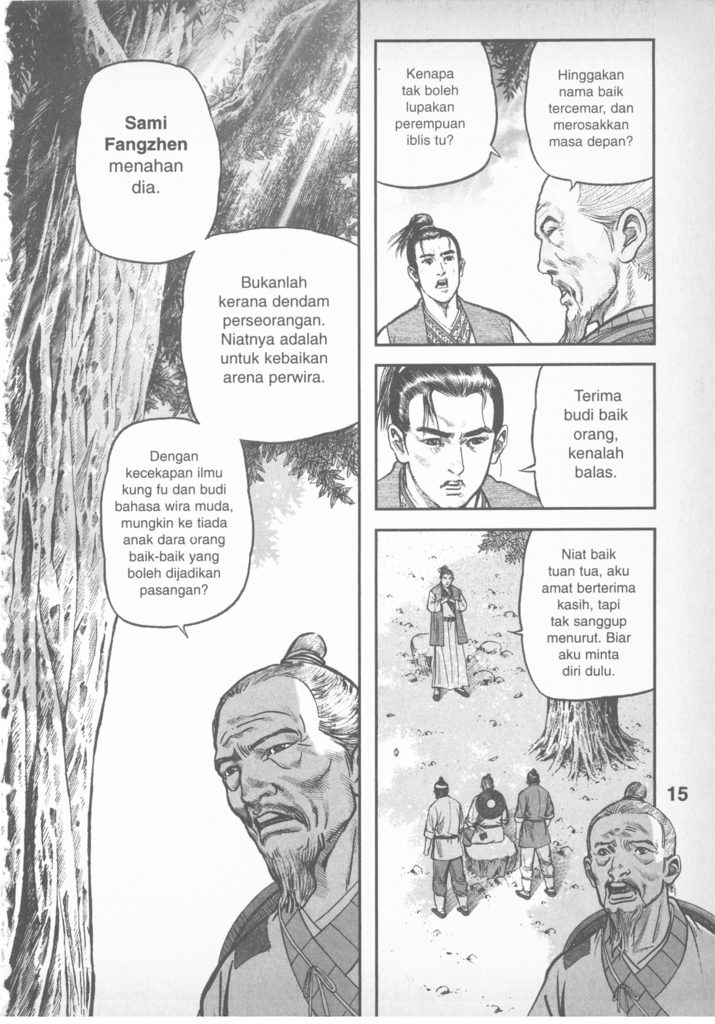 Sami
Fangzhen
menahan
dia.
Bukanlah
kerana dendam
perseorangan.
Niatnya adalah
untuk kebaikan
arena perwira.
Dengan
kecekapan ilmu
kung fu dan budi
bahasa wira muda,
mungkin ke tiada
anak dara orang
baik-baik yang
boleh dijadikan
pasangan?
Kenapa
tak boleh
lupakan
perempuan
iblis tu?
Hinggakan
nama baik
tercemar, dan
merosakkan
masa depan?
Terima
budi baik
orang,
kenalah
balas.
Niat baik
tuan tua, aku
amat berterima
kasih, tapi
tak sanggup
menurut. Biar
aku minta
diri dulu.
15